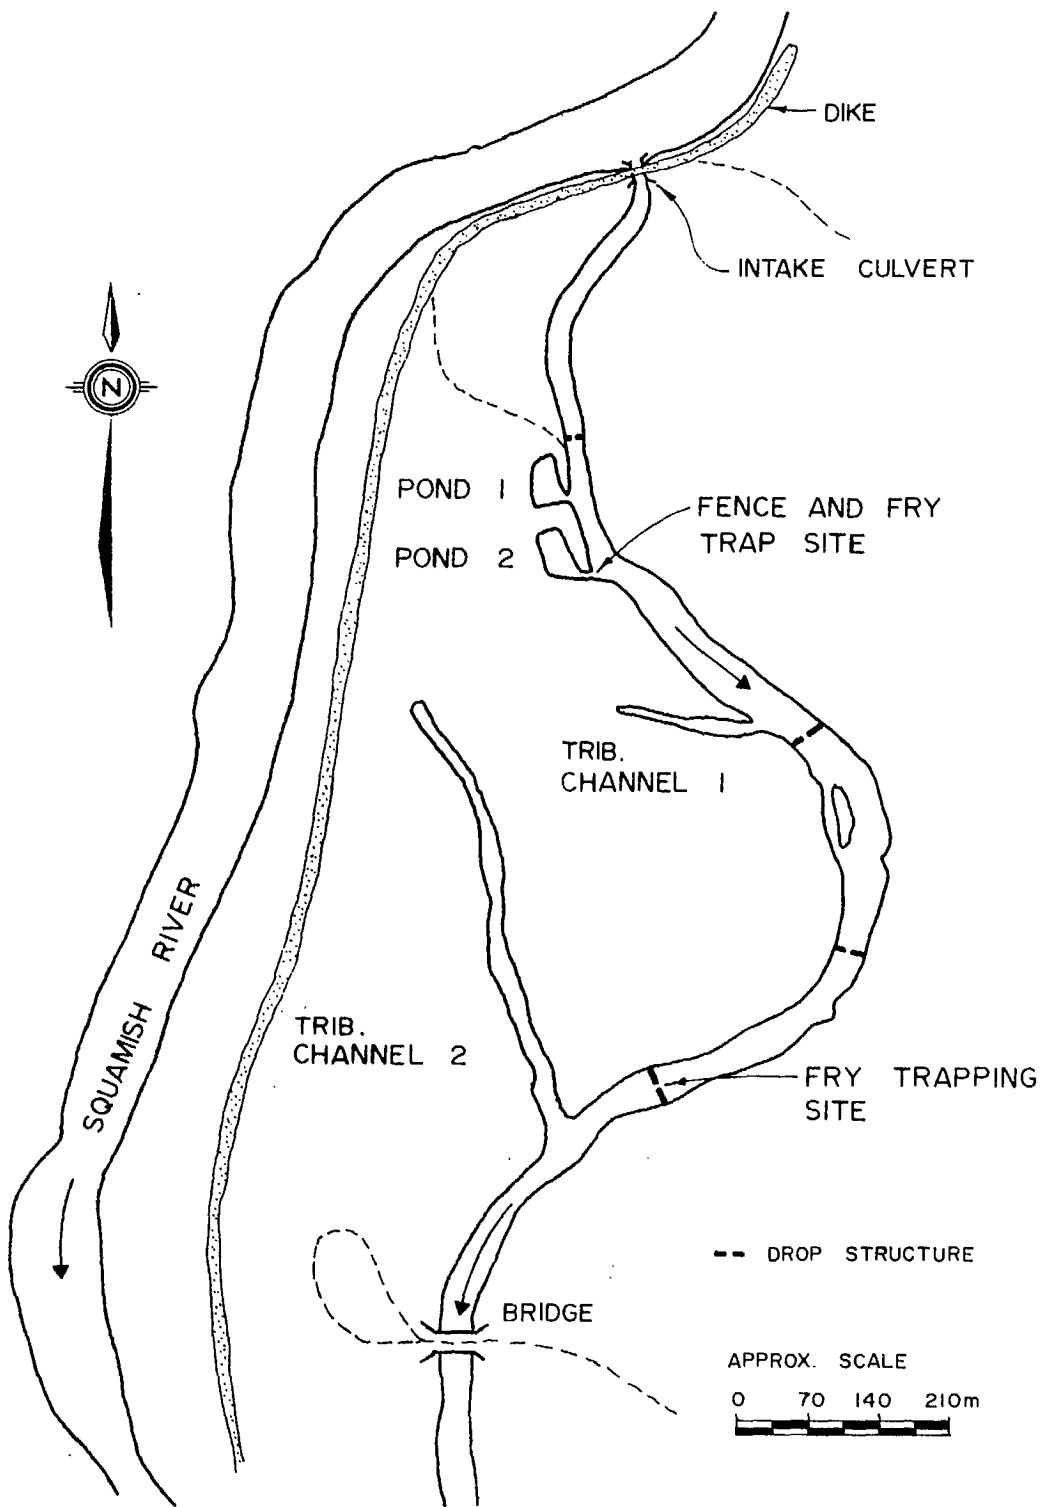 DIKE
INTAKE CULVERT
N
POND 1
FENCE AND FRY
TRAP SITE
POND 2
TRIB.
CHANNEL 1
SQUAMISH RIVER
TRIB.
CHANNEL 2
FRY TRAPPING
SITE
DROP STRUCTURE
BRIDGE
APPROX. SCALE
0 70 140 210m